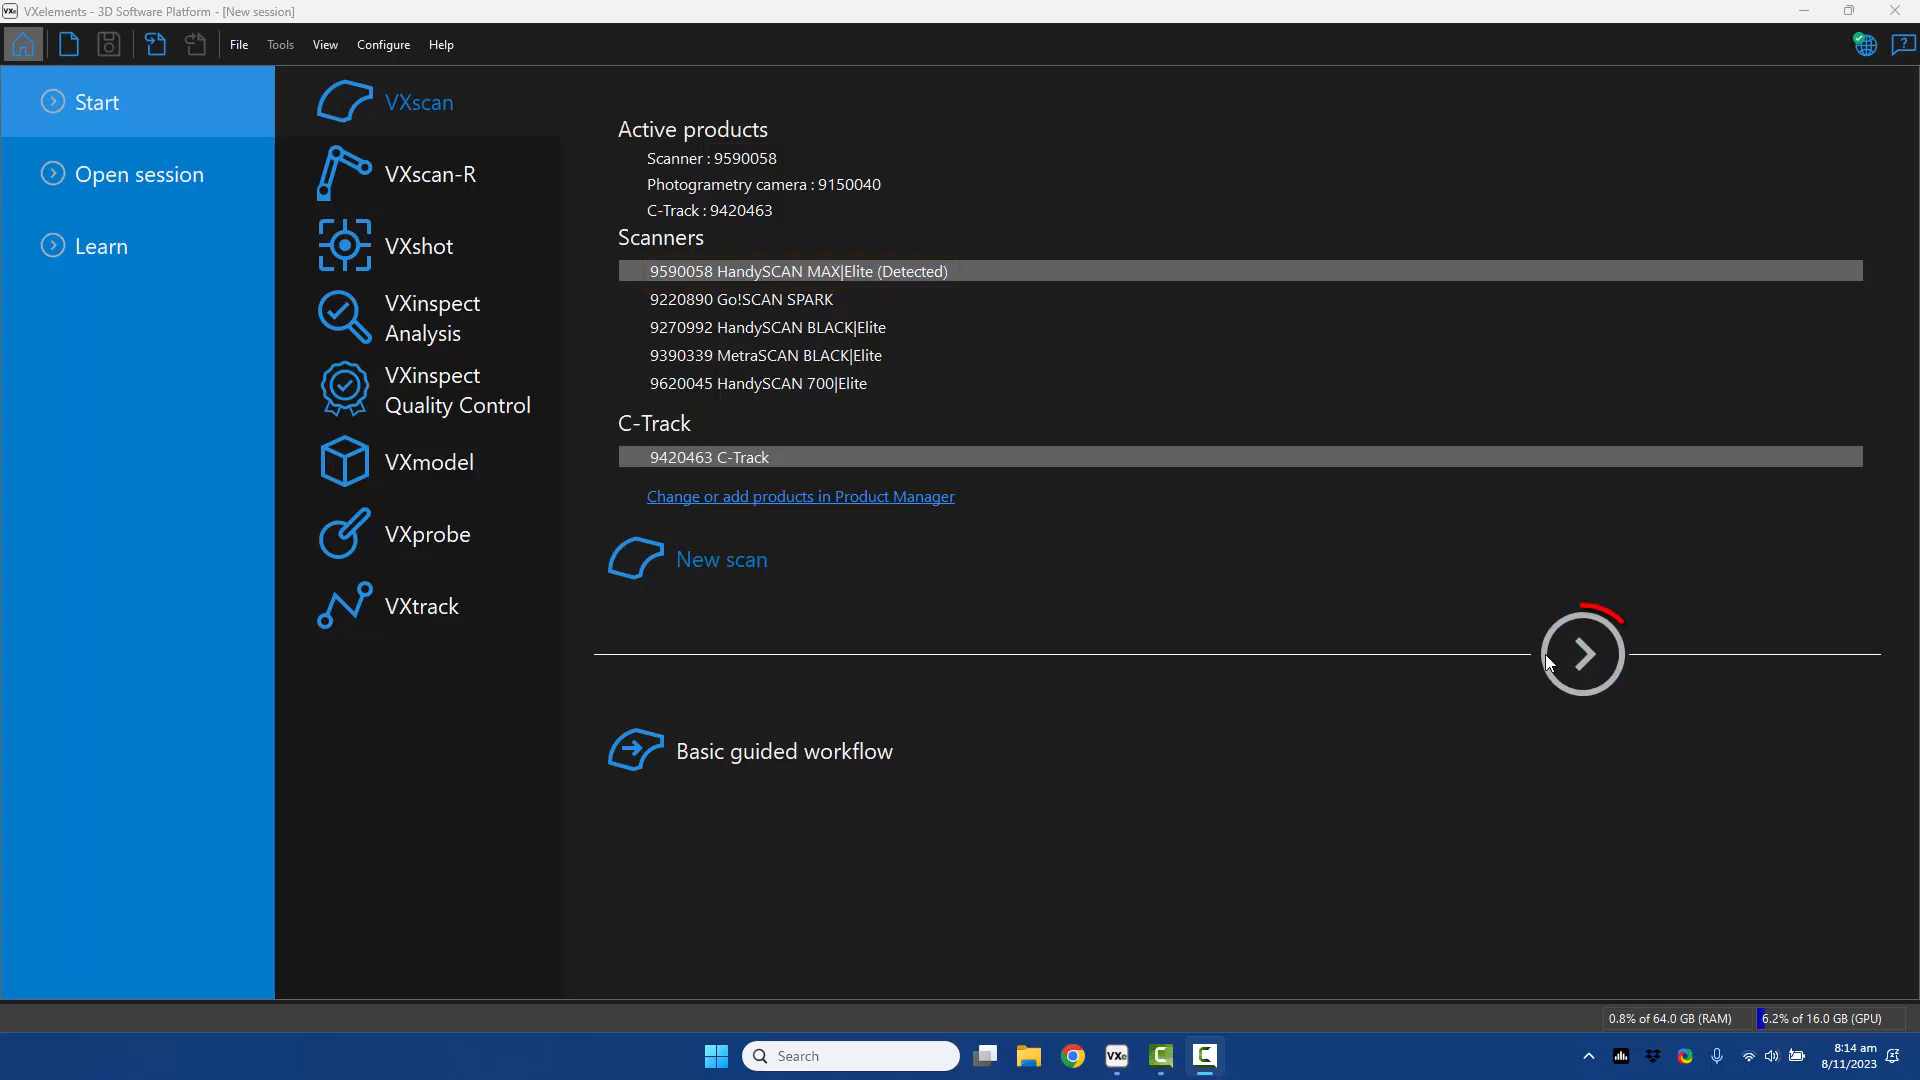 VXelements - 3D Software Platform - [New session]
File Tools View Configure Help
Start
Open session
Learn
VXscan
VXscan-R
VXshot
VXinspect
Analysis
VXinspect
Quality Control
VXmodel
VXprobe
VXtrack
Active products
Scanner : 9590058
Photogrametry camera : 9150040
C-Track : 9420463
Scanners
9590058 HandySCAN MAX|Elite (Detected)
9220890 Go!SCAN SPARK
9270992 HandySCAN BLACK|Elite
9390339 MetraSCAN BLACK|Elite
9620045 HandySCAN 700|Elite
C-Track
9420463 C-Track
Change or add products in Product Manager
New scan
Basic guided workflow
0.8% of 64.0 GB (RAM) 6.2% of 16.0 GB (GPU)
Search
VXe
8:14 am
8/11/2023